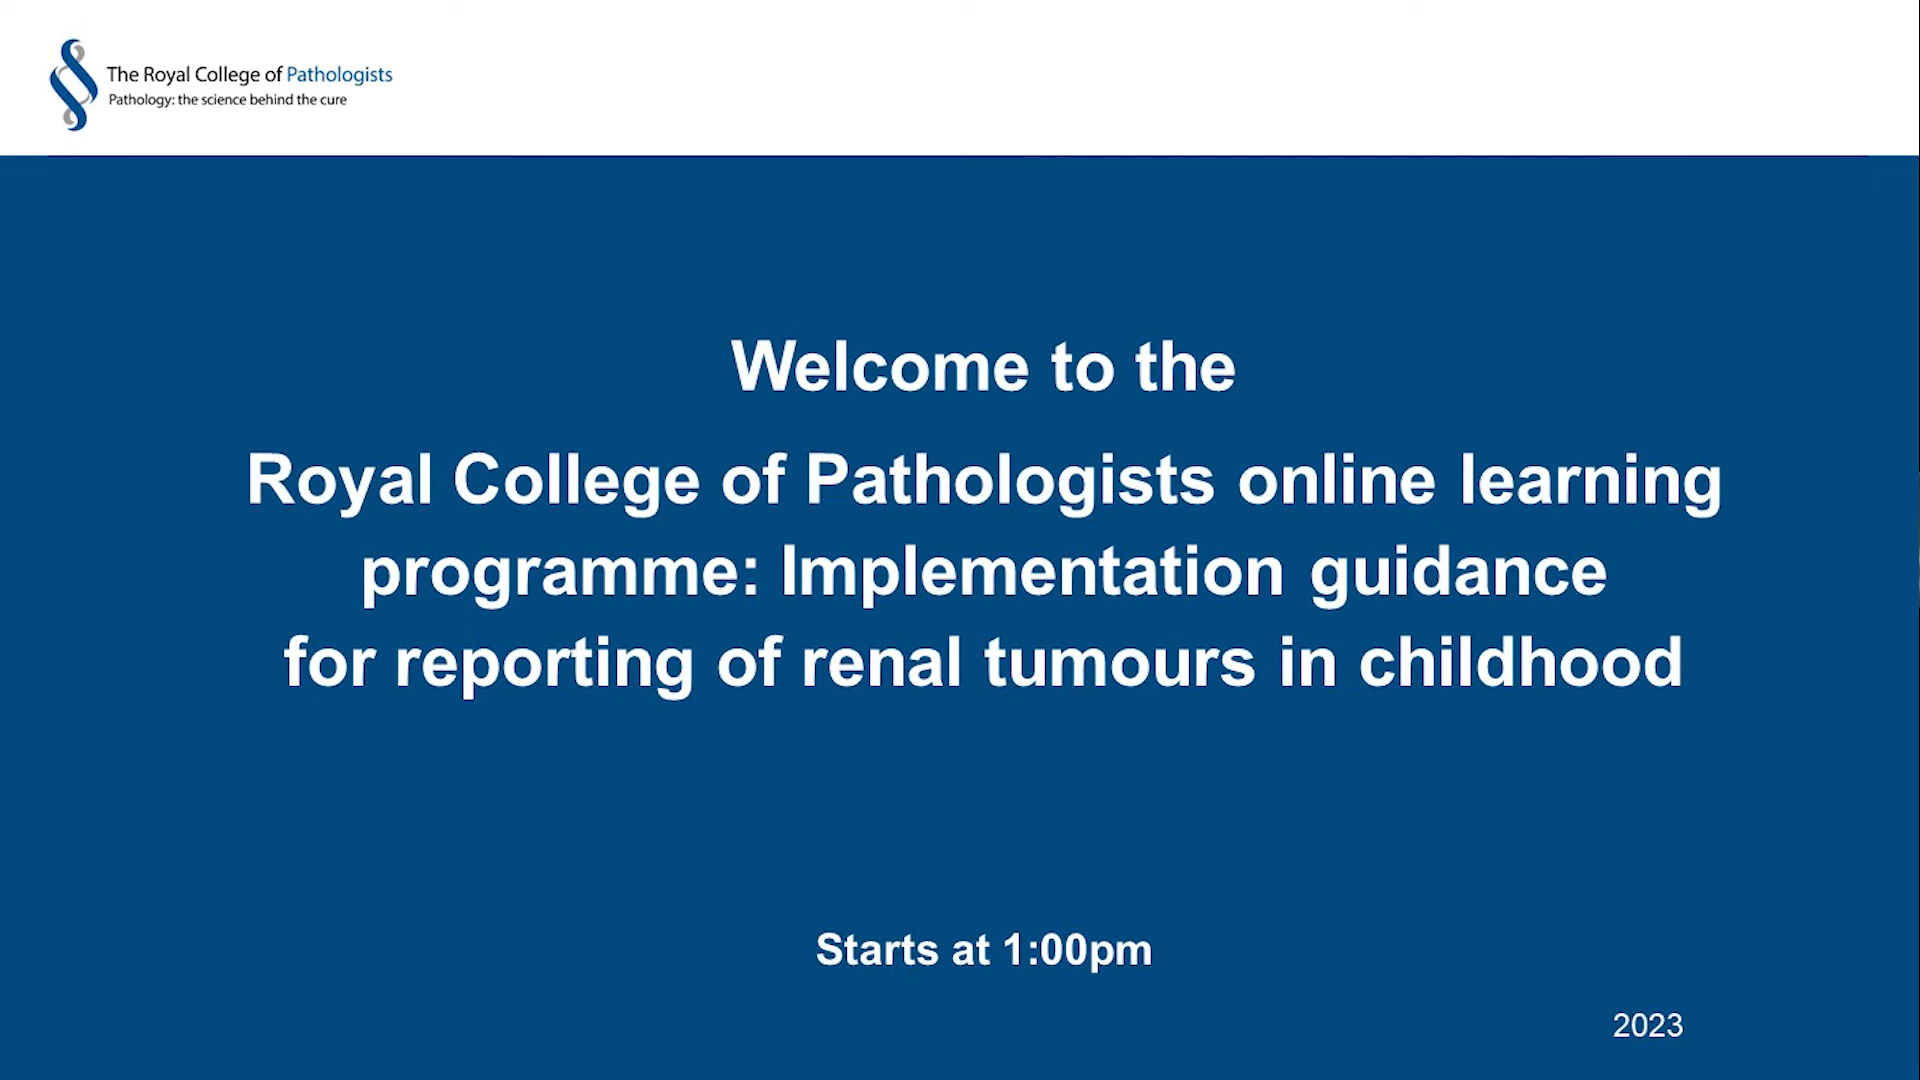 The Royal College of Pathologists
Pathology: the science behind the cure
Welcome to the
Royal College of Pathologists online learning
programme: Implementation guidance
for reporting of renal tumours in childhood
Starts at 1:00pm
2023